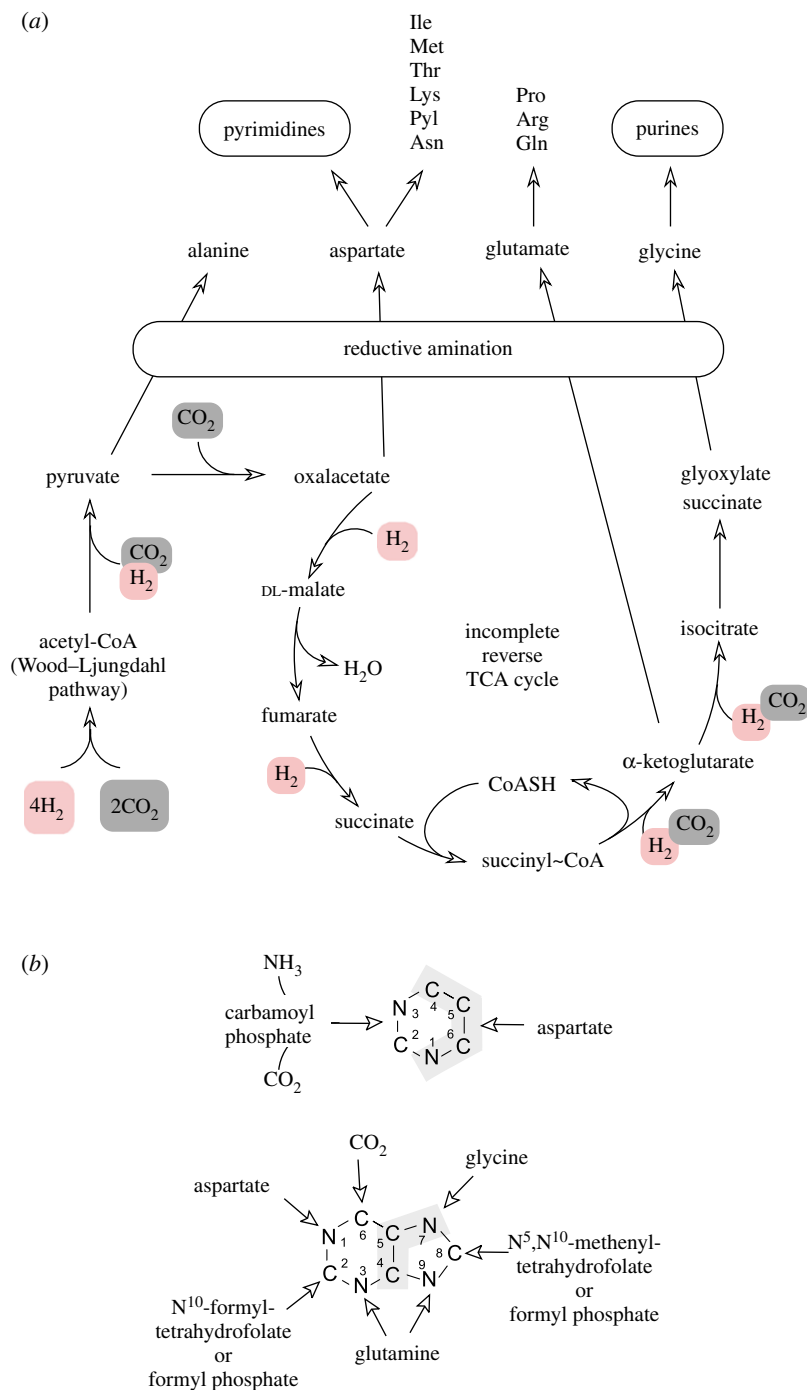 (a)
Ile
Met
Thr
Lys
Pyl
Asn
Pro
Arg
Gln
pyrimidines
purines
alanine
aspartate
glutamate
glycine
reductive amination
CO2
pyruvate
oxalacetate
glyoxylate
succinate
CO2
H2
H2
DL-malate
acetyl-CoA
(Wood–Ljungdahl
pathway)
H2O
incomplete
reverse
TCA cycle
isocitrate
fumarate
H2
CO2
4H2
2CO2
H2
CoASH
α-ketoglutarate
succinate
CO2
H2
succinyl~CoA
(b)
NH3
carbamoyl
phosphate
CO2
C
4
N
3
C
5
C
2
N
1
C
6
aspartate
CO2
glycine
aspartate
N
1
C
6
C
5
N
7
C
8
C
2
N
3
C
4
N
9
N5,N10-methenyl-
tetrahydrofolate
or
formyl phosphate
N10-formyl-
tetrahydrofolate
or
formyl phosphate
glutamine